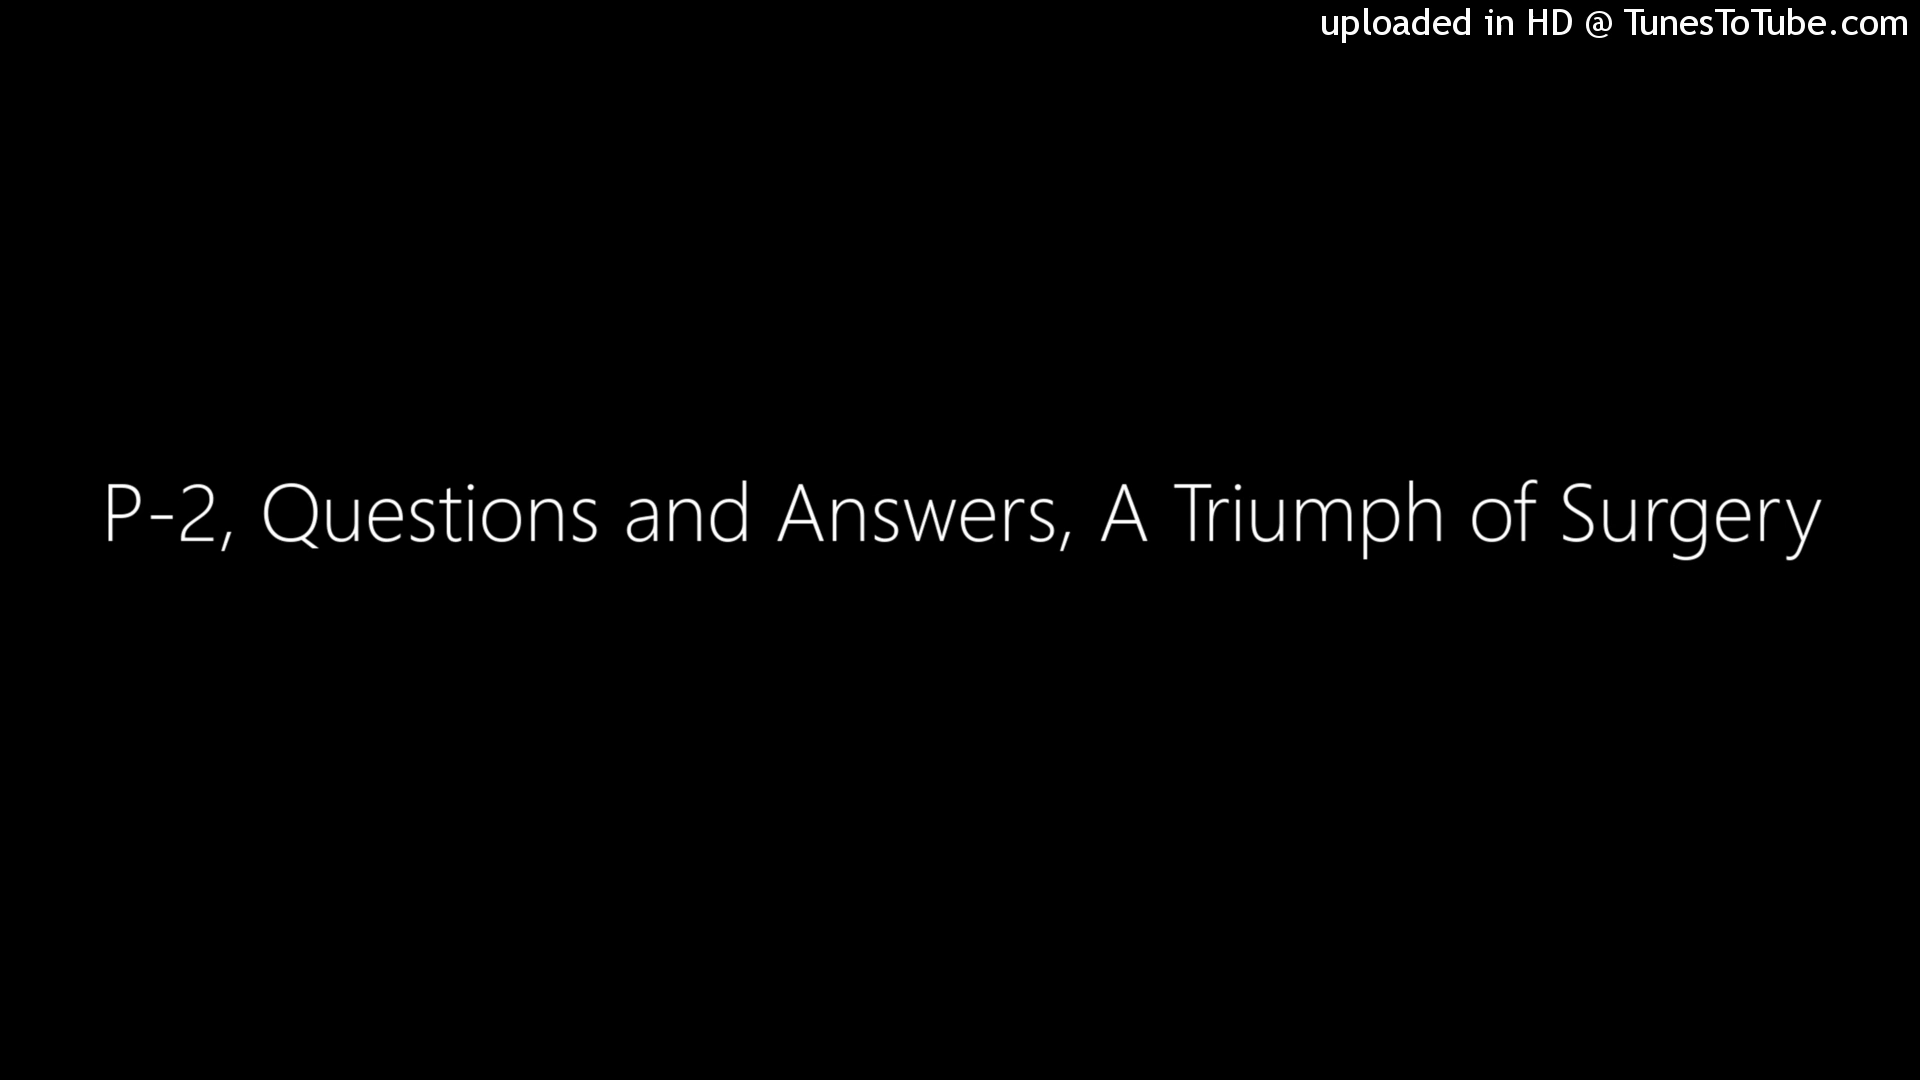 uploaded in HD @ TunesToTube.com
P-2, Questions and Answers, A Triumph of Surgery